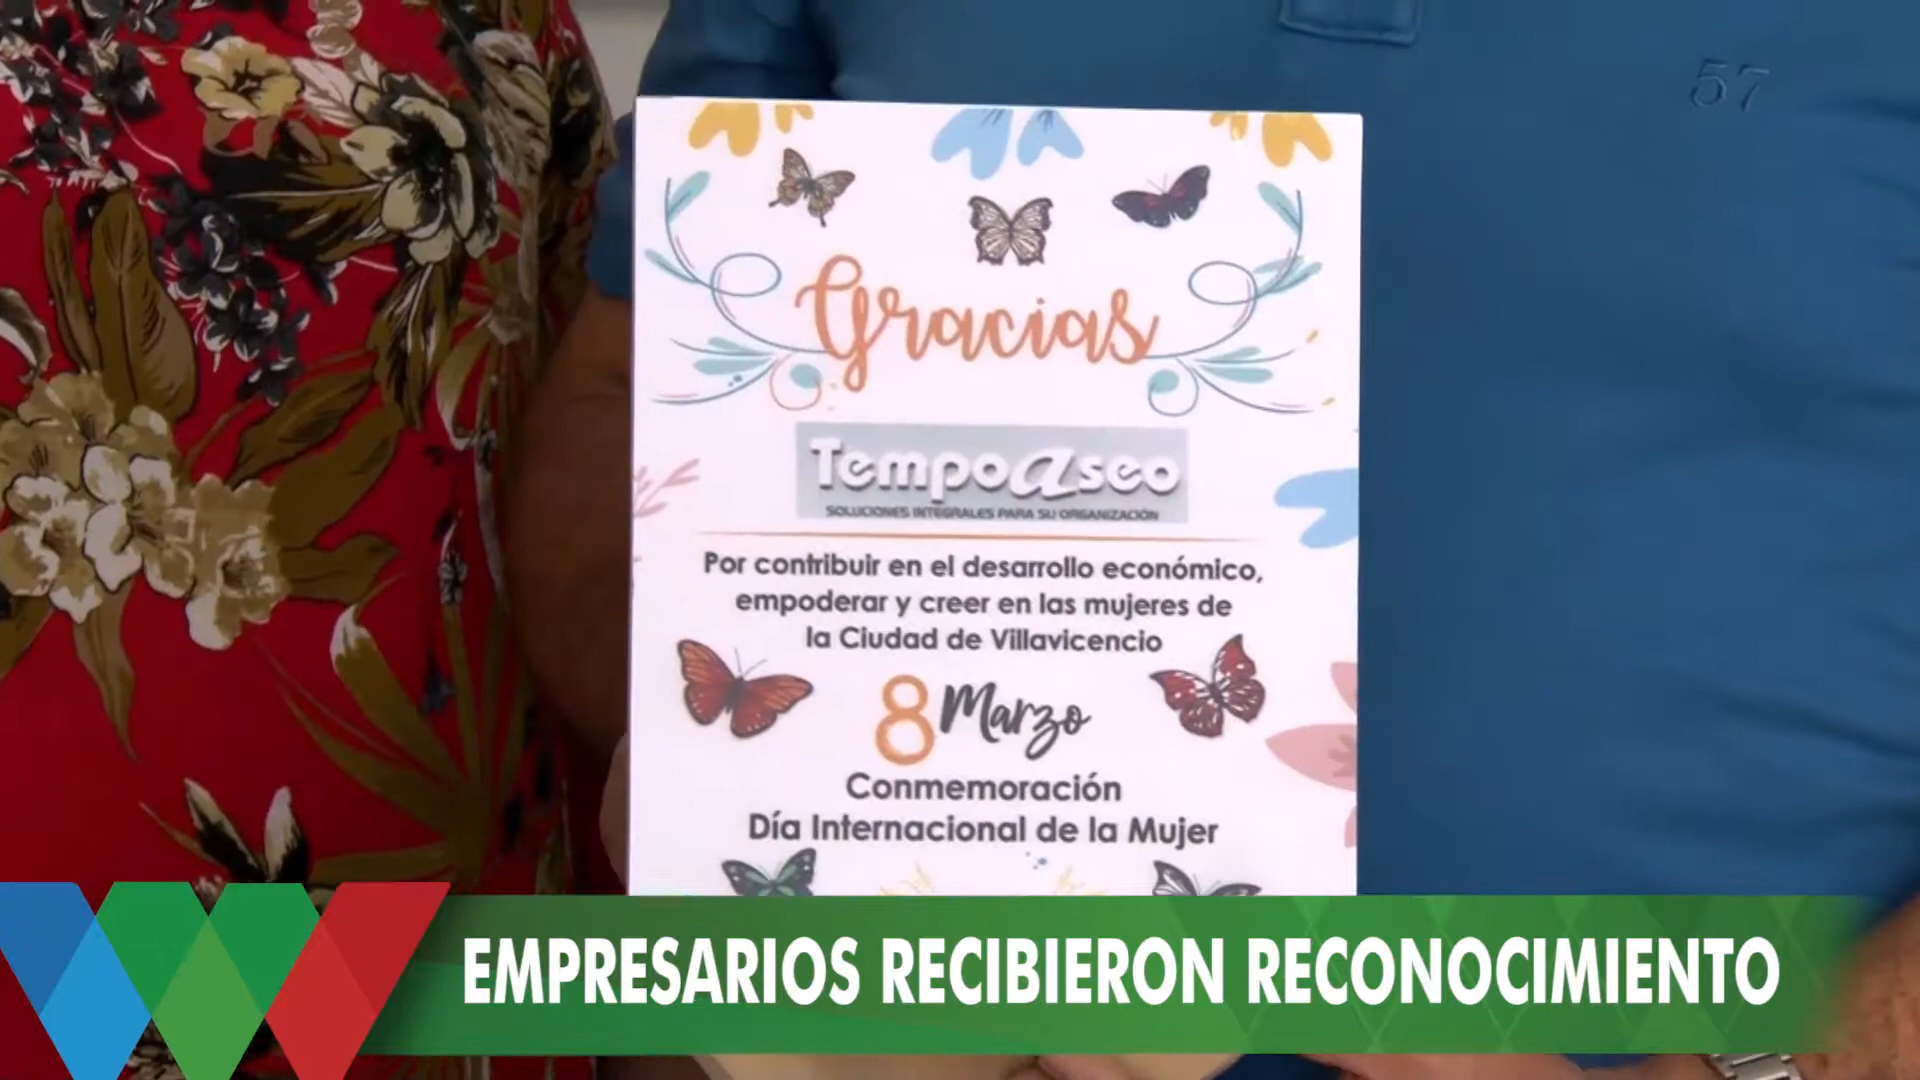 57
Gracias
Tempoaseo
SOLUCIONES INTEGRALES PARA SU ORGANIZACIÓN
Por contribuir en el desarrollo económico,
empoderar y creer en las mujeres de
la Ciudad de Villavicencio
8 Marzo
Conmemoración
Día Internacional de la Mujer
EMPRESARIOS RECIBIERON RECONOCIMIENTO